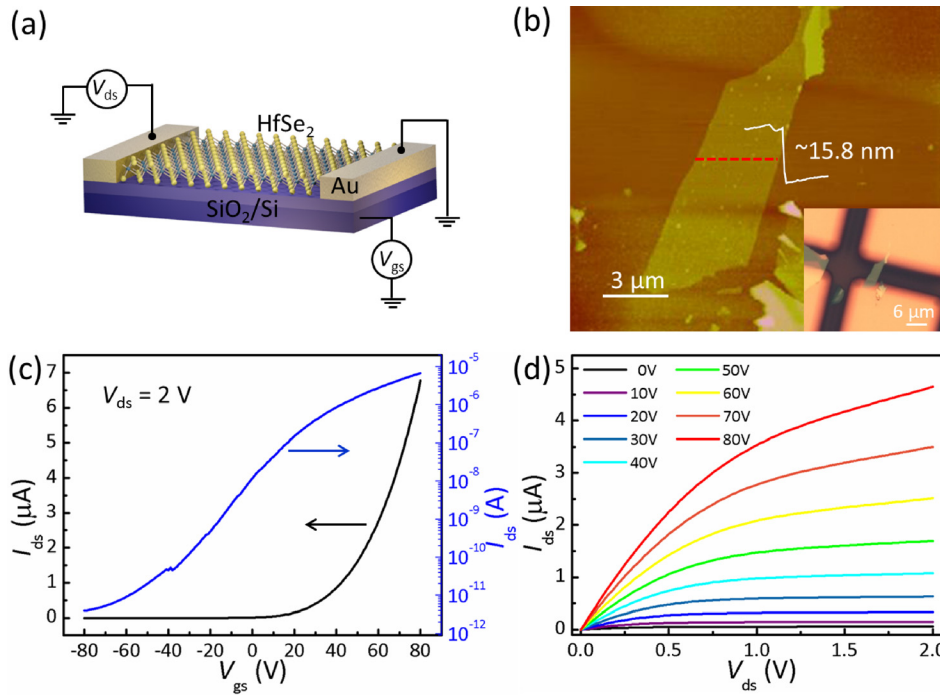 (a)
V_ds
HfSe₂
Au
SiO₂/Si
V_gs
(b)
~15.8 nm
3 μm
6 μm
(c)
7
6
5
4
3
2
1
0
I_ds (μA)
V_ds = 2 V
10⁻⁵
10⁻⁶
10⁻⁷
10⁻⁸
10⁻⁹
10⁻¹⁰
10⁻¹¹
10⁻¹²
I_ds (A)
-80 -60 -40 -20 0 20 40 60 80
V_gs (V)
(d)
5
4
3
2
1
0
I_ds (μA)
0V 50V
10V 60V
20V 70V
30V 80V
40V
0.0 0.5 1.0 1.5 2.0
V_ds (V)